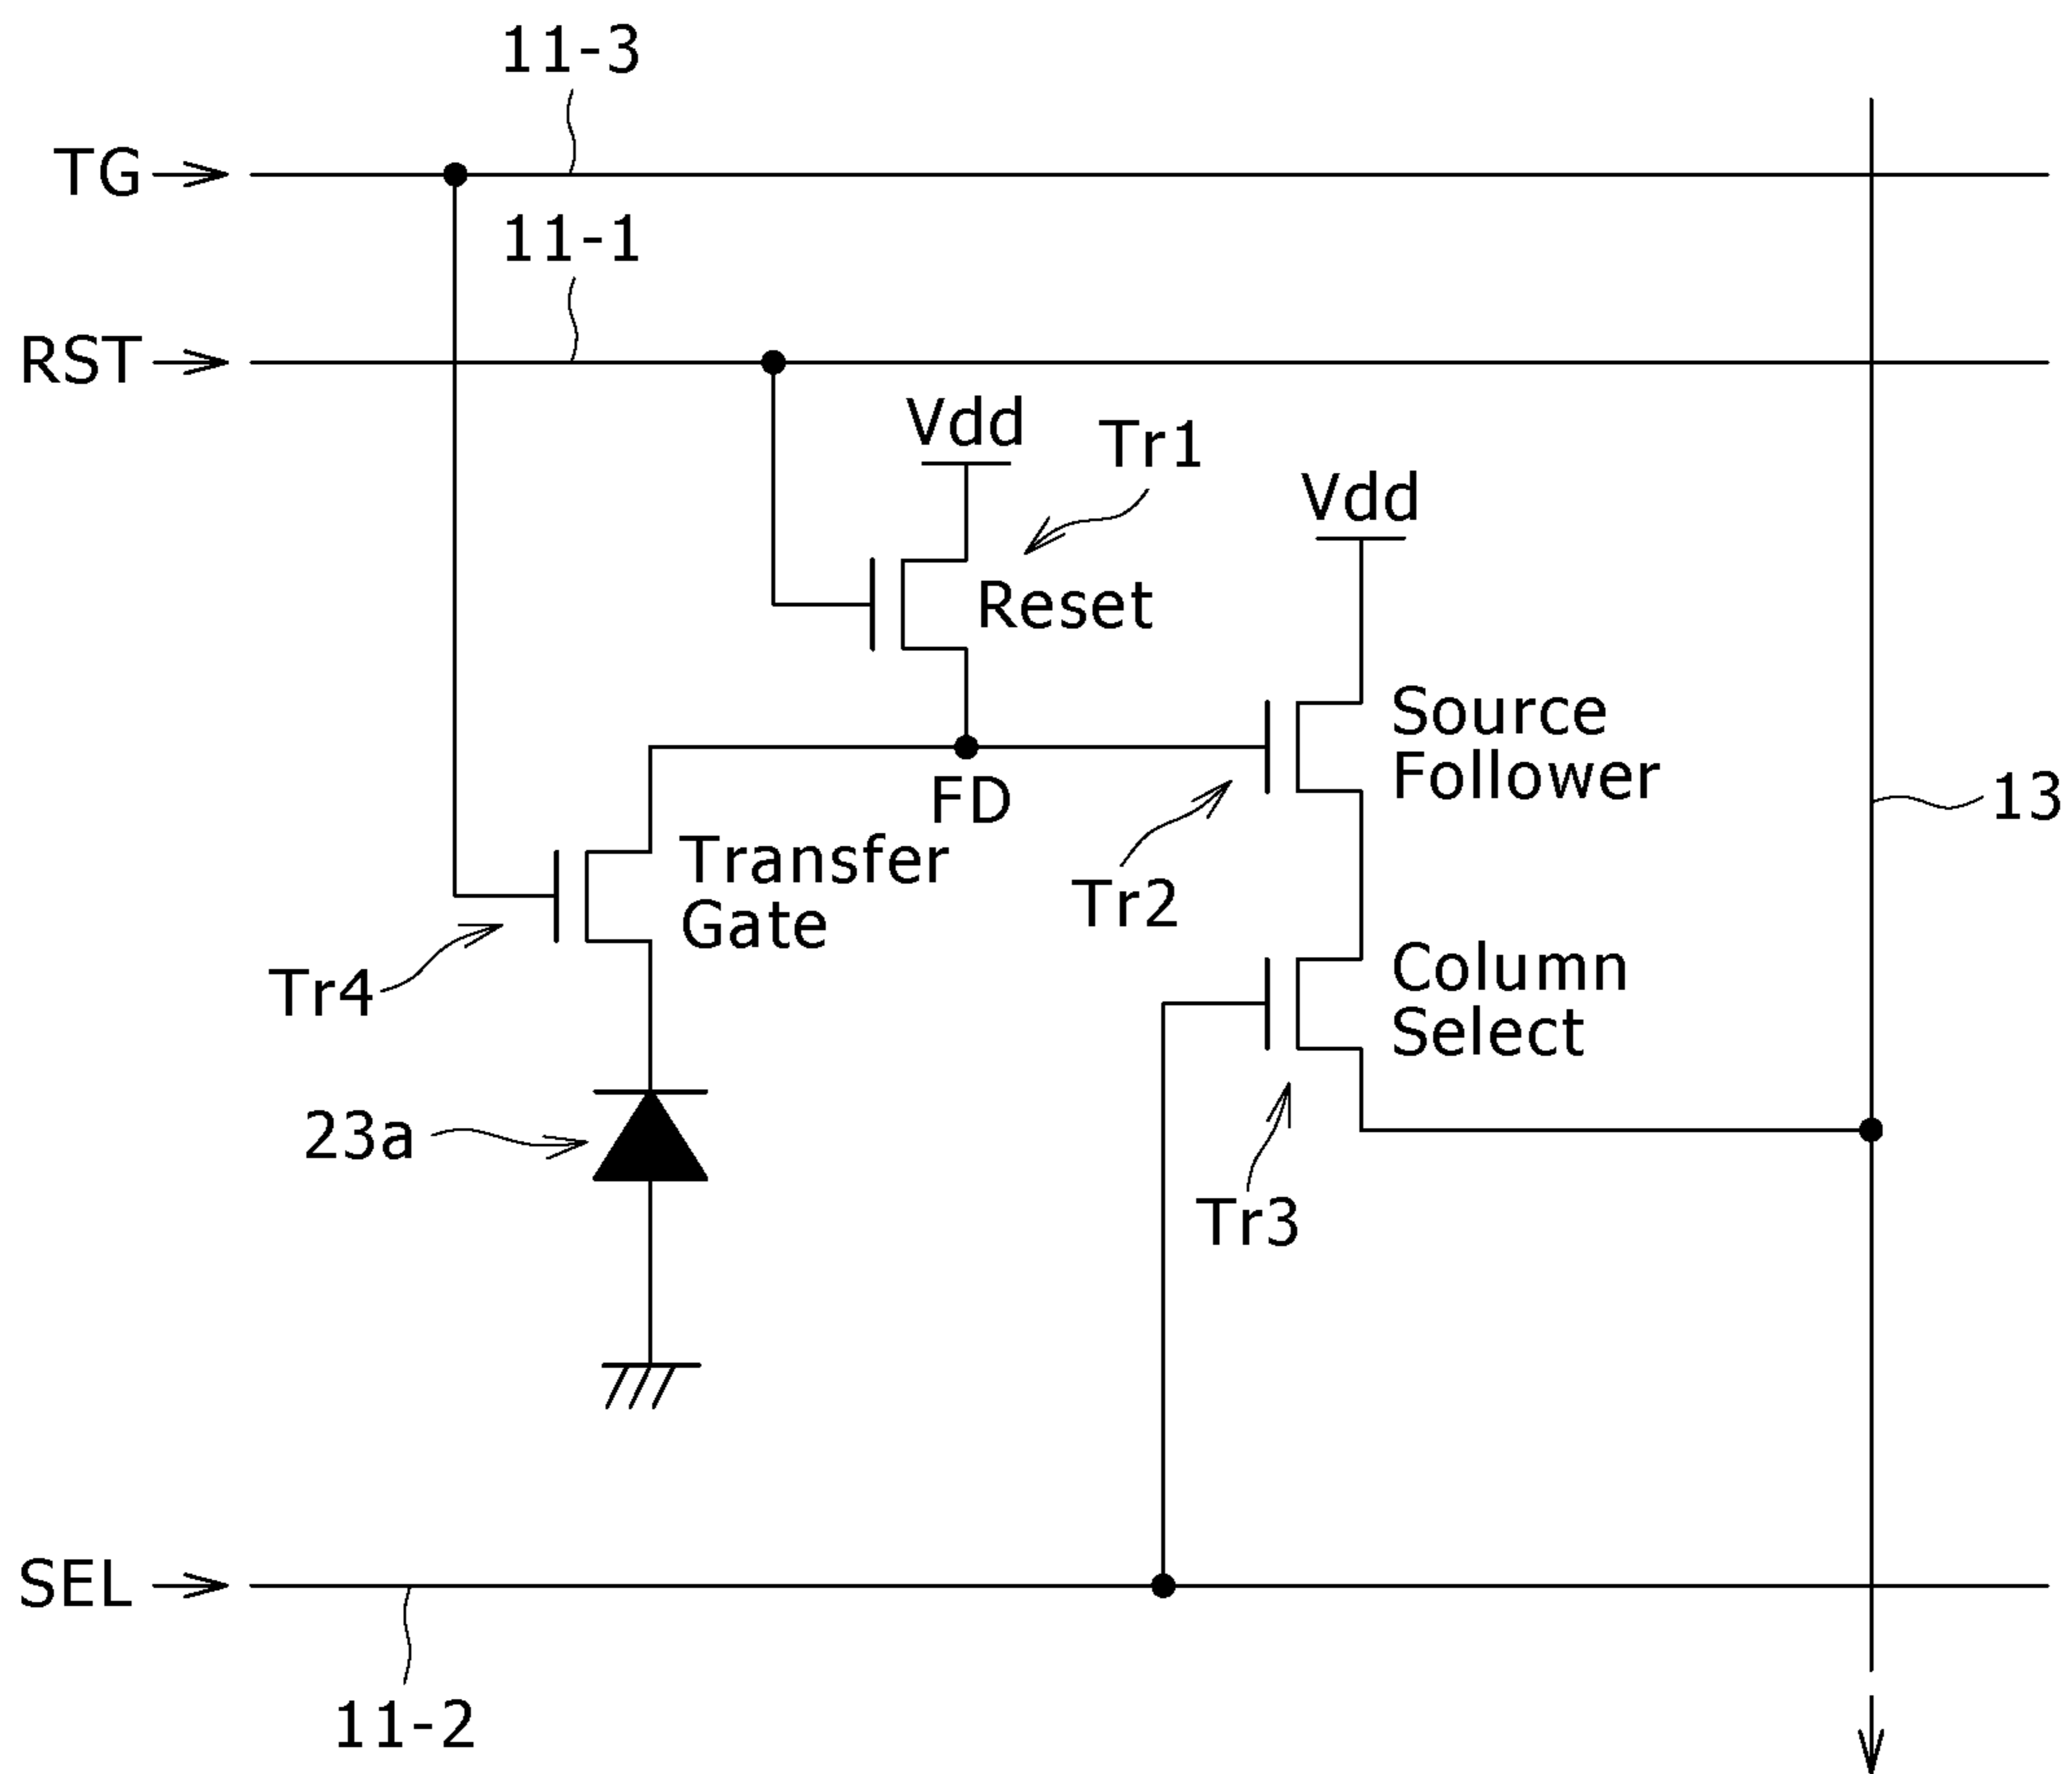 11-3
TG
11-1
RST
Vdd
Tr1
Vdd
Reset
Source
Follower
FD
13
Transfer
Gate
Tr2
Tr4
Column
Select
23a
Tr3
SEL
11-2